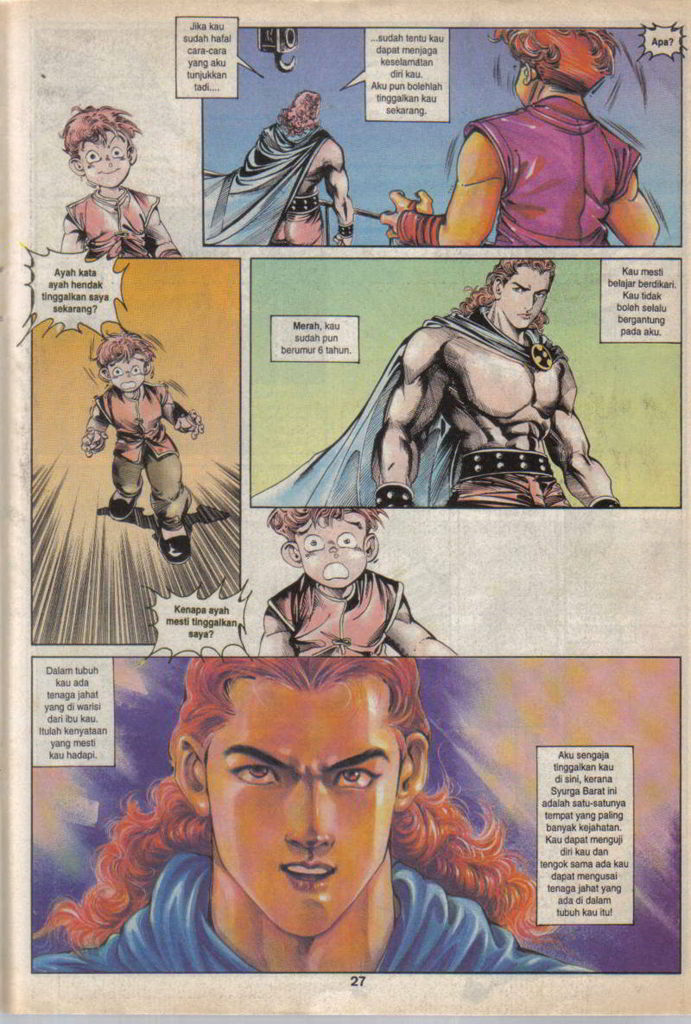 Jika kau
sudah hafal
cara-cara
yang aku
tunjukkan
tadi....
...sudah tentu kau
dapat menjaga
keselamatan
diri kau.
Aku pun bolehlah
tinggalkan kau
sekarang.
Apa?
Ayah kata
ayah hendak
tinggalkan saya
sekarang?
Merah, kau
sudah pun
berumur 6 tahun.
Kau mesti
belajar berdikari.
Kau tidak
boleh selalu
bergantung
pada aku.
Kenapa ayah
mesti tinggalkan
saya?
Dalam tubuh
kau ada
tenaga jahat
yang di warisi
dari ibu kau.
Itulah kenyataan
yang mesti
kau hadapi.
Aku sengaja
tinggalkan kau
di sini, kerana
Syurga Barat ini
adalah satu-satunya
tempat yang paling
banyak kejahatan.
Kau dapat menguji
diri kau dan
tengok sama ada kau
dapat mengusai
tenaga jahat yang
ada di dalam
tubuh kau itu!
27